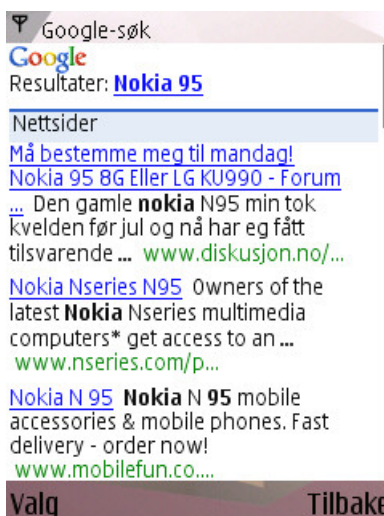 Google-søk
Google
Resultater: Nokia 95
Nettsider
Må bestemme meg til mandag!
Nokia 95 8G Eller LG KU990 - Forum
... Den gamle nokia N95 min tok
kvelden før jul og nå har eg fått
tilsvarende ... www.diskusjon.no/...
Nokia Nseries N95 Owners of the
latest Nokia Nseries multimedia
computers* get access to an ...
www.nseries.com/p...
Nokia N 95 Nokia N 95 mobile
accessories & mobile phones. Fast
delivery - order now!
www.mobilefun.co....
Valg Tilbake